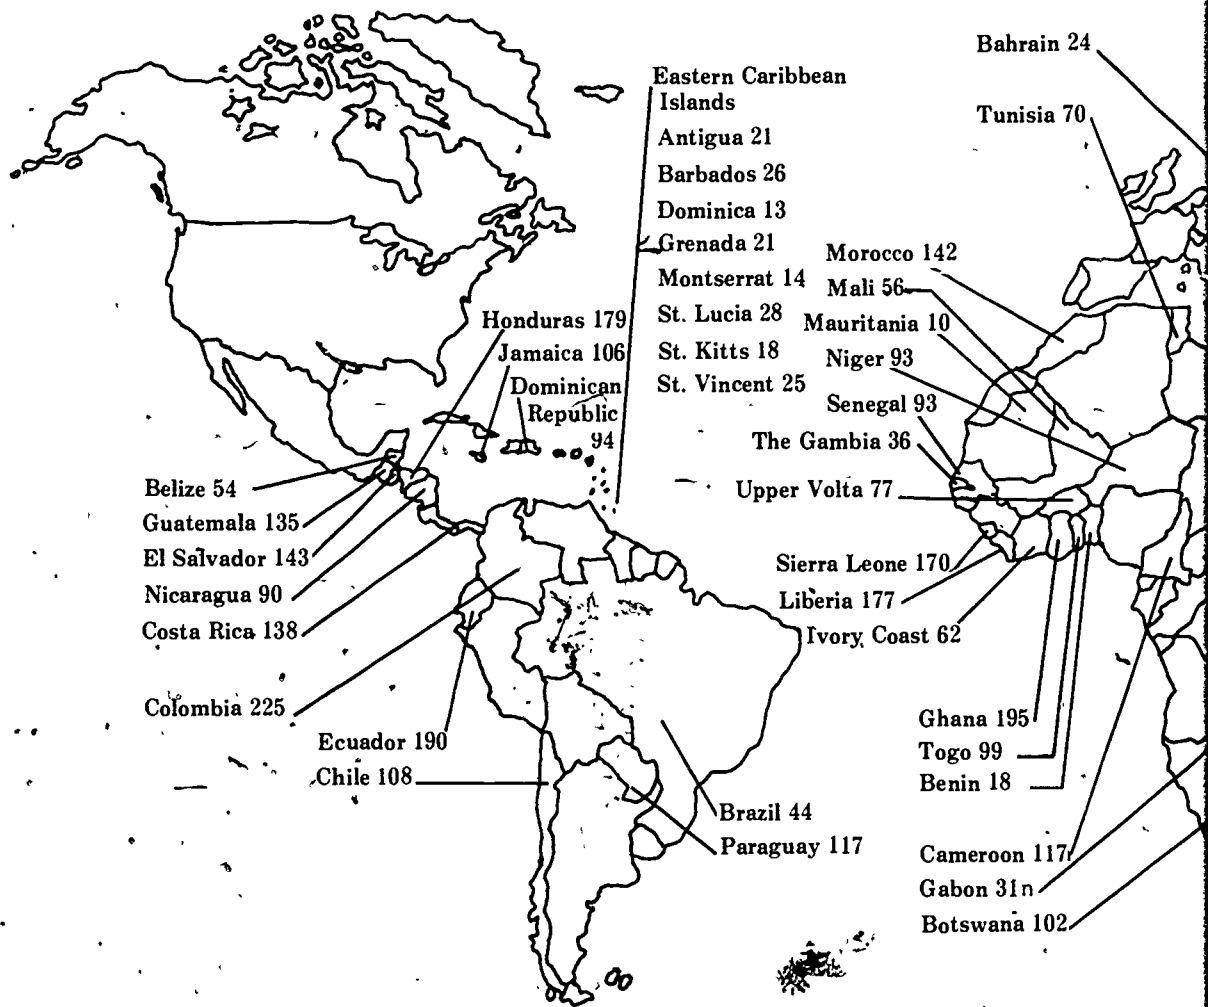 Bahrain 24
Eastern Caribbean
Islands
Tunisia 70
Antigua 21
Barbados 26
Dominica 13
Grenada 21
Montserrat 14
St. Lucia 28
St. Kitts 18
St. Vincent 25
Morocco 142
Mali 56
Mauritania 10
Niger 93
Senegal 93
The Gambia 36
Upper Volta 77
Sierra Leone 170
Liberia 177
Ivory Coast 62
Honduras 179
Jamaica 106
Dominican
Republic
94
Belize 54
Guatemala 135
El Salvador 143
Nicaragua 90
Costa Rica 138
Colombia 225
Ecuador 190
Chile 108
Brazil 44
Paraguay 117
Ghana 195
Togo 99
Benin 18
Cameroon 117
Gabon 31n
Botswana 102